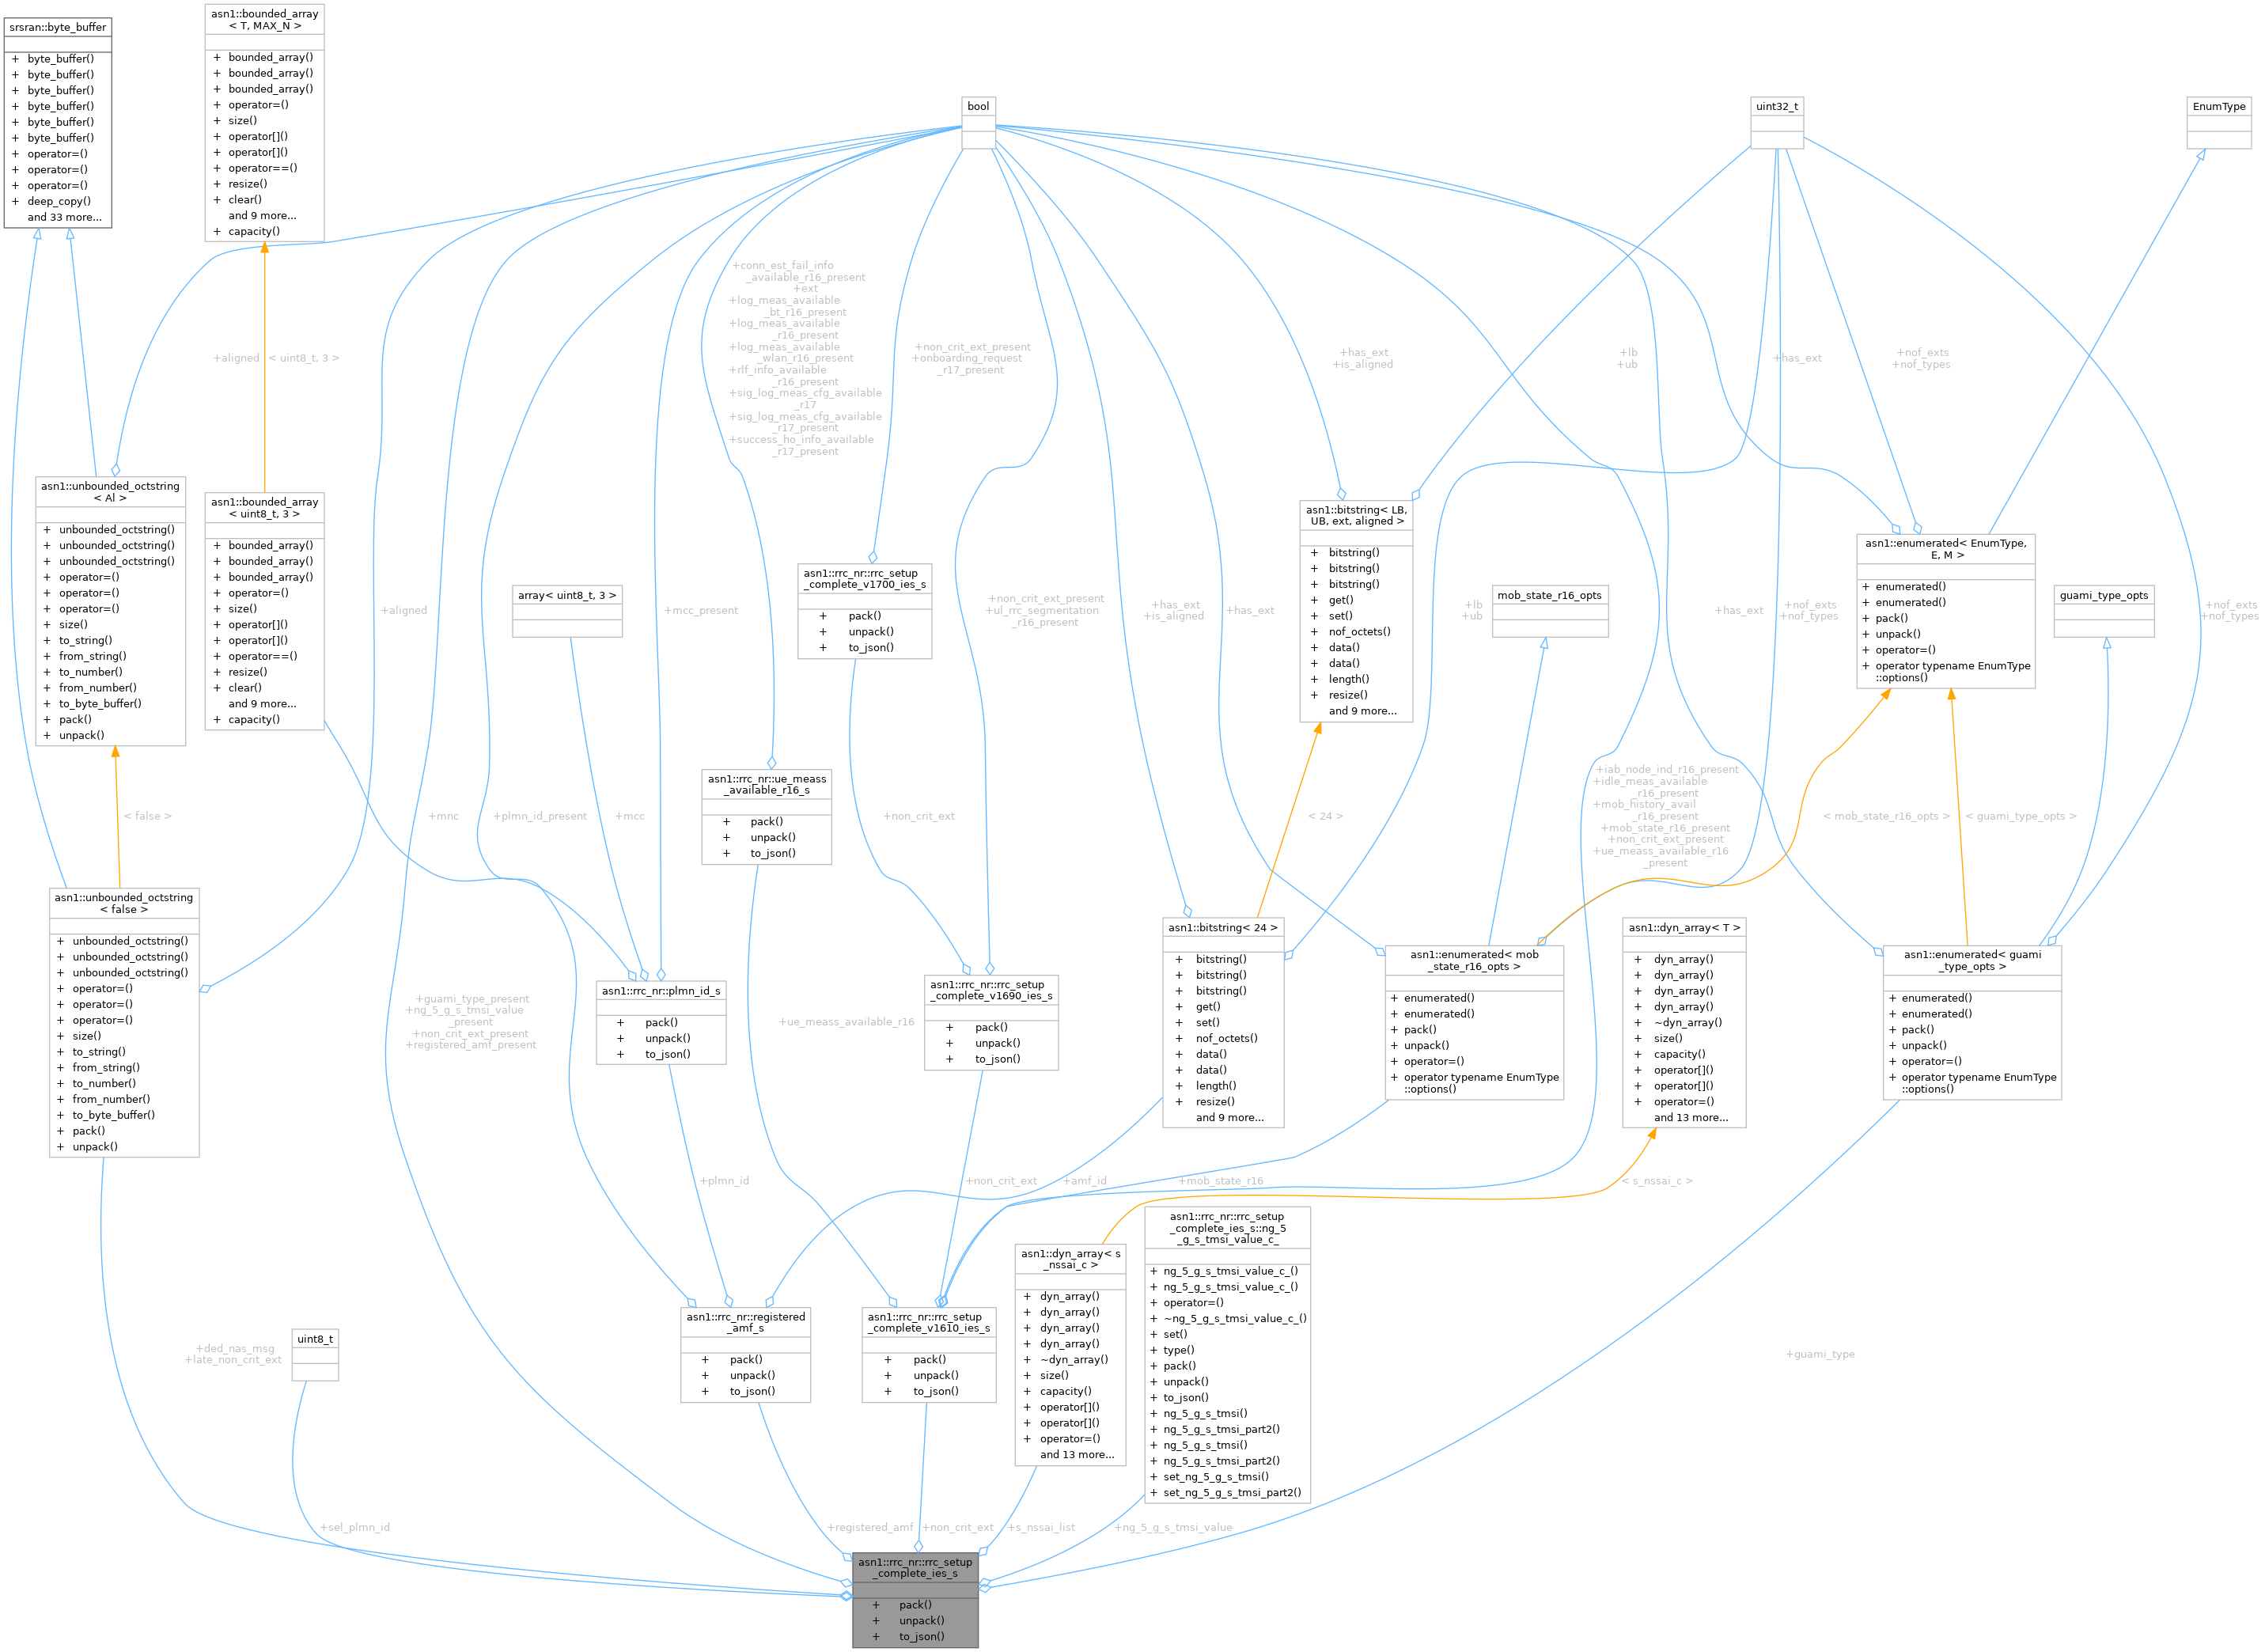 srsran::byte_buffer
+ byte_buffer()
+ byte_buffer()
+ byte_buffer()
+ byte_buffer()
+ byte_buffer()
+ byte_buffer()
+ operator=()
+ operator=()
+ operator=()
+ deep_copy()
and 33 more...
asn1::bounded_array
< T, MAX_N >
+ bounded_array()
+ bounded_array()
+ bounded_array()
+ operator=()
+ size()
+ operator[]()
+ operator[]()
+ operator==()
+ resize()
+ clear()
and 9 more...
+ capacity()
bool
uint32_t
EnumType
+conn_est_fail_info
_available_r16_present
+ext
+log_meas_available
_bt_r16_present
+log_meas_available
_r16_present
+log_meas_available
_wlan_r16_present
+rlf_info_available
_r16_present
+sig_log_meas_cfg_available
_r17
+sig_log_meas_cfg_available
_r17_present
+success_ho_info_available
_r17_present
+aligned
< uint8_t, 3 >
+non_crit_ext_present
+onboarding_request
_r17_present
+has_ext
+is_aligned
+lb
+ub
+has_ext
+nof_exts
+nof_types
asn1::unbounded_octstring
< Al >
+ unbounded_octstring()
+ unbounded_octstring()
+ unbounded_octstring()
+ operator=()
+ operator=()
+ operator=()
+ size()
+ to_string()
+ from_string()
+ to_number()
+ from_number()
+ to_byte_buffer()
+ pack()
+ unpack()
asn1::bounded_array
< uint8_t, 3 >
+ bounded_array()
+ bounded_array()
+ bounded_array()
+ operator=()
+ size()
+ operator[]()
+ operator[]()
+ operator==()
+ resize()
+ clear()
and 9 more...
+ capacity()
+aligned
array< uint8_t, 3 >
+mcc_present
asn1::rrc_nr::rrc_setup
_complete_v1700_ies_s
+ pack()
+ unpack()
+ to_json()
+non_crit_ext_present
+ul_rrc_segmentation
_r16_present
+has_ext
+is_aligned
+has_ext
asn1::bitstring< LB,
UB, ext, aligned >
+ bitstring()
+ bitstring()
+ bitstring()
+ get()
+ set()
+ nof_octets()
+ data()
+ data()
+ length()
+ resize()
and 9 more...
+lb
+ub
mob_state_r16_opts
+has_ext
+nof_exts
+nof_types
asn1::enumerated< EnumType,
E, M >
+ enumerated()
+ enumerated()
+ pack()
+ unpack()
+ operator=()
+ operator typename EnumType
::options()
guami_type_opts
+nof_exts
+nof_types
< false >
+mnc
+plmn_id_present
+mcc
asn1::rrc_nr::ue_meass
_available_r16_s
+ pack()
+ unpack()
+ to_json()
+non_crit_ext
< 24 >
+iab_node_ind_r16_present
+idle_meas_available
_r16_present
+mob_history_avail
_r16_present
+mob_state_r16_present
+non_crit_ext_present
+ue_meass_available_r16
_present
< mob_state_r16_opts >
< guami_type_opts >
asn1::unbounded_octstring
< false >
+ unbounded_octstring()
+ unbounded_octstring()
+ unbounded_octstring()
+ operator=()
+ operator=()
+ operator=()
+ size()
+ to_string()
+ from_string()
+ to_number()
+ from_number()
+ to_byte_buffer()
+ pack()
+ unpack()
+guami_type_present
+ng_5_g_s_tmsi_value
_present
+non_crit_ext_present
+registered_amf_present
asn1::rrc_nr::plmn_id_s
+ pack()
+ unpack()
+ to_json()
+ue_meass_available_r16
asn1::rrc_nr::rrc_setup
_complete_v1690_ies_s
+ pack()
+ unpack()
+ to_json()
asn1::bitstring< 24 >
+ bitstring()
+ bitstring()
+ bitstring()
+ get()
+ set()
+ nof_octets()
+ data()
+ data()
+ length()
+ resize()
and 9 more...
asn1::enumerated< mob
_state_r16_opts >
+ enumerated()
+ enumerated()
+ pack()
+ unpack()
+ operator=()
+ operator typename EnumType
::options()
asn1::dyn_array< T >
+ dyn_array()
+ dyn_array()
+ dyn_array()
+ dyn_array()
+ ~dyn_array()
+ size()
+ capacity()
+ operator[]()
+ operator[]()
+ operator=()
and 13 more...
asn1::enumerated< guami
_type_opts >
+ enumerated()
+ enumerated()
+ pack()
+ unpack()
+ operator=()
+ operator typename EnumType
::options()
+plmn_id
+non_crit_ext
+amf_id
+mob_state_r16
< s_nssai_c >
uint8_t
+ded_nas_msg
+late_non_crit_ext
asn1::rrc_nr::registered
_amf_s
+ pack()
+ unpack()
+ to_json()
asn1::rrc_nr::rrc_setup
_complete_v1610_ies_s
+ pack()
+ unpack()
+ to_json()
asn1::dyn_array< s
_nssai_c >
+ dyn_array()
+ dyn_array()
+ dyn_array()
+ dyn_array()
+ ~dyn_array()
+ size()
+ capacity()
+ operator[]()
+ operator[]()
+ operator=()
and 13 more...
asn1::rrc_nr::rrc_setup
_complete_ies_s::ng_5
_g_s_tmsi_value_c_
+ ng_5_g_s_tmsi_value_c_()
+ ng_5_g_s_tmsi_value_c_()
+ operator=()
+ ~ng_5_g_s_tmsi_value_c_()
+ set()
+ type()
+ pack()
+ unpack()
+ to_json()
+ ng_5_g_s_tmsi()
+ ng_5_g_s_tmsi_part2()
+ ng_5_g_s_tmsi()
+ ng_5_g_s_tmsi_part2()
+ set_ng_5_g_s_tmsi()
+ set_ng_5_g_s_tmsi_part2()
+guami_type
+sel_plmn_id
+registered_amf
+non_crit_ext
+s_nssai_list
+ng_5_g_s_tmsi_value
asn1::rrc_nr::rrc_setup
_complete_ies_s
+ pack()
+ unpack()
+ to_json()